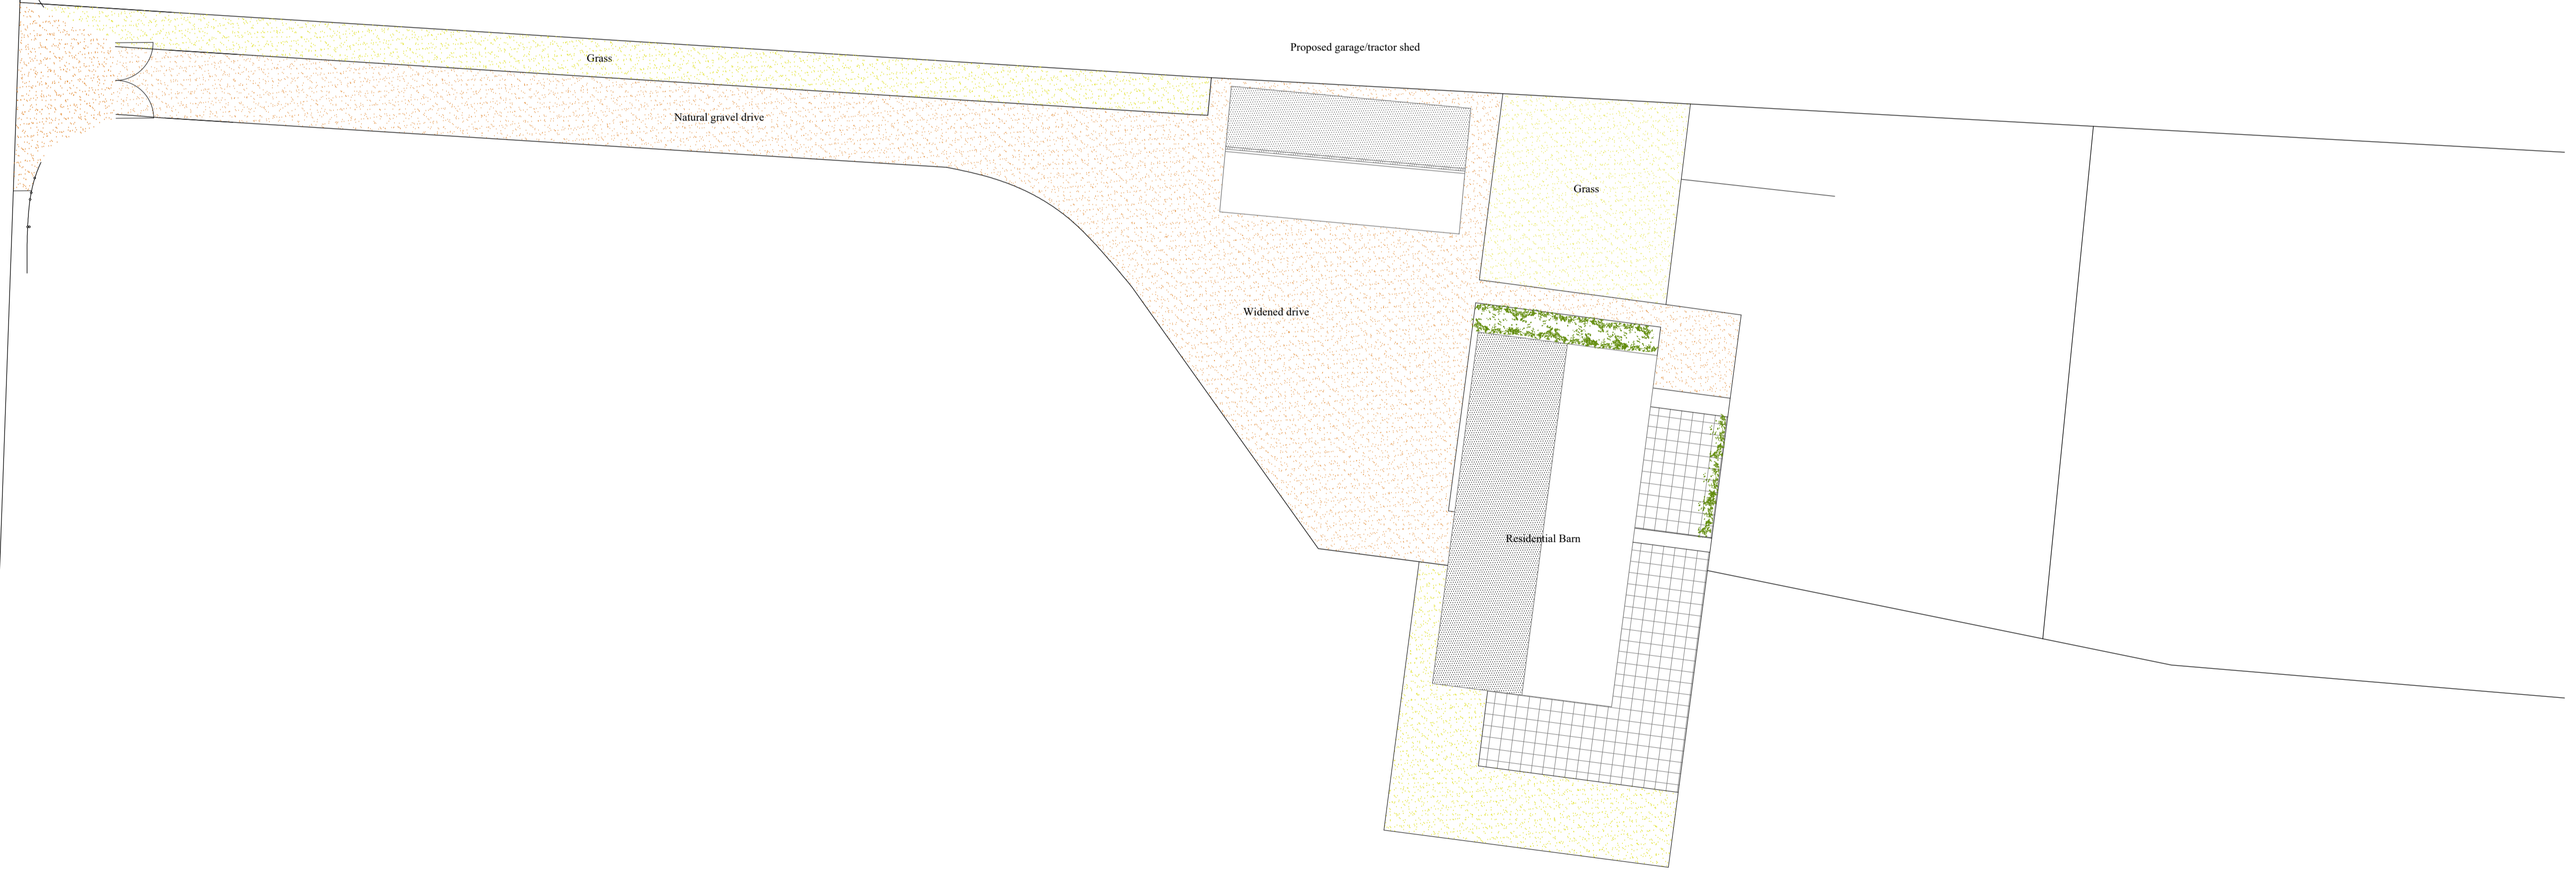 Proposed garage/tractor shed
Grass
Natural gravel drive
Grass
Widened drive
Residential Barn